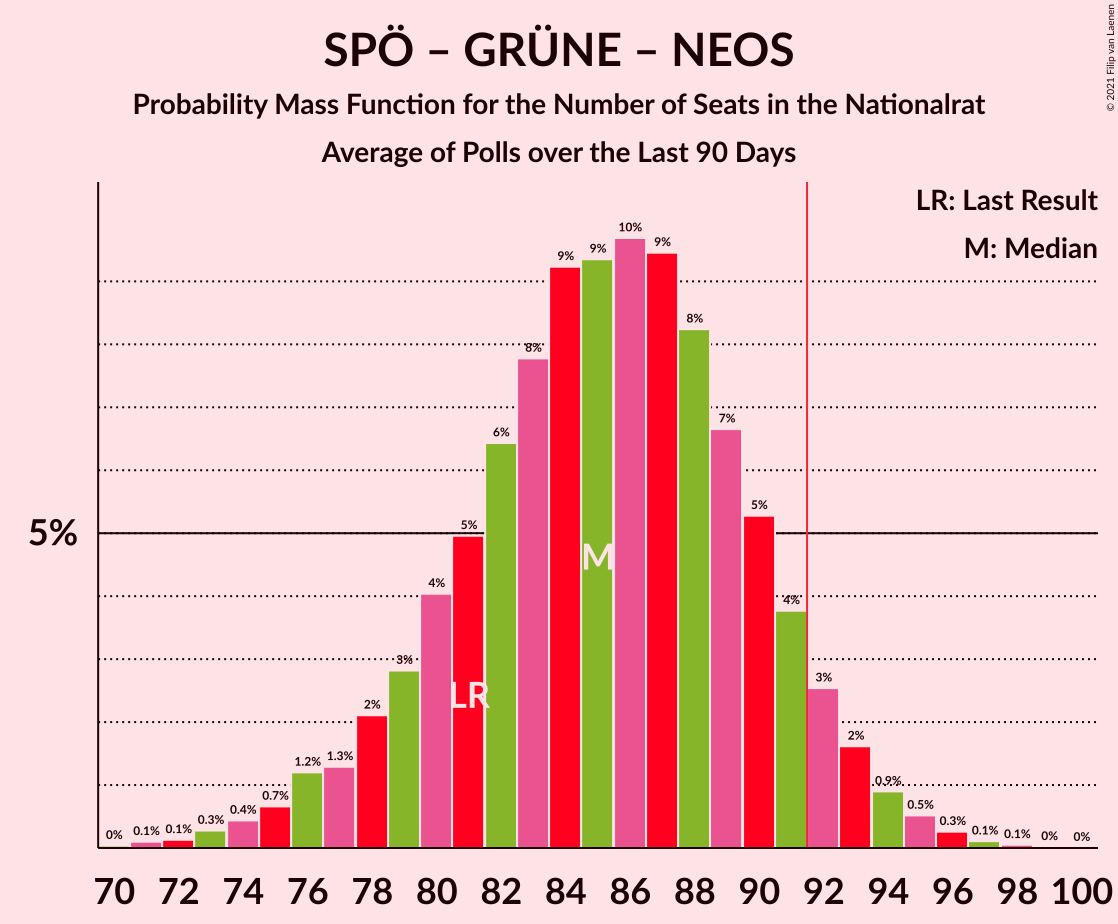 SPÖ – GRÜNE – NEOS
Probability Mass Function for the Number of Seats in the Nationalrat
Average of Polls over the Last 90 Days
© 2021 Filip van Laenen
LR: Last Result
M: Median
5%
0% 0.1% 0.1% 0.3% 0.4% 0.7% 1.2% 1.3% 2% 3% 4% 5% 6% 8% 9% 9% 10% 9% 8% 7% 5% 4% 3% 2% 0.9% 0.5% 0.3% 0.1% 0.1% 0% 0%
M
LR
70 72 74 76 78 80 82 84 86 88 90 92 94 96 98 100